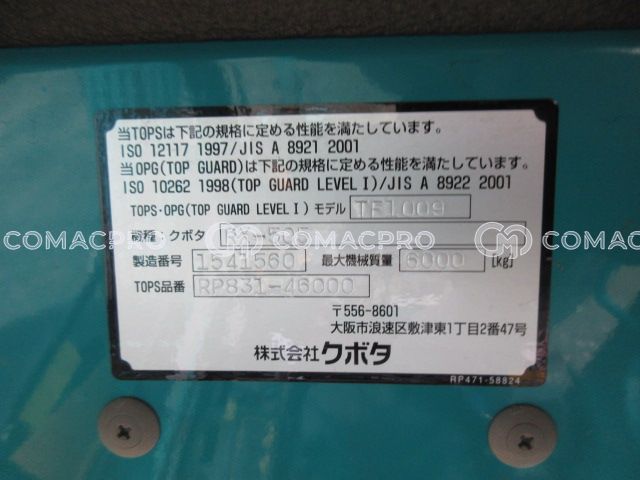 当TOPSは下記の規格に定める性能を満たしています。
ISO 12117 1997/JIS A 8921 2001
当OPG(TOP GUARD)は下記の規格に定める性能を満たしています。
ISO 10262 1998(TOP GUARD LEVEL I)/JIS A 8922 2001
TOPS・OPG(TOP GUARD LEVEL I) モデル TF1009
COMACPRO COMACPRO COMACPRO
機種 クボタ
製造番号 1541560 最大機械質量 6000 [kg]
TOPS品番 RP831-46000
〒556-8601
大阪市浪速区敷津東1丁目2番47号
株式会社クボタ
RP471-58824